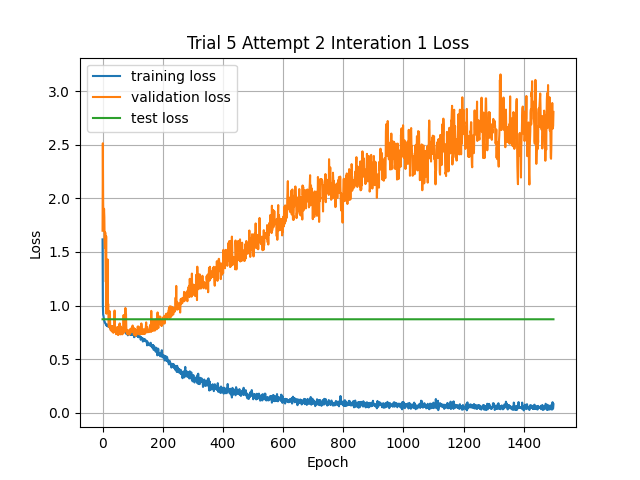 Trial 5 Attempt 2 Interation 1 Loss
training loss
validation loss
test loss
3.0
2.5
2.0
1.5
1.0
0.5
0.0
Loss
0 200 400 600 800 1000 1200 1400
Epoch